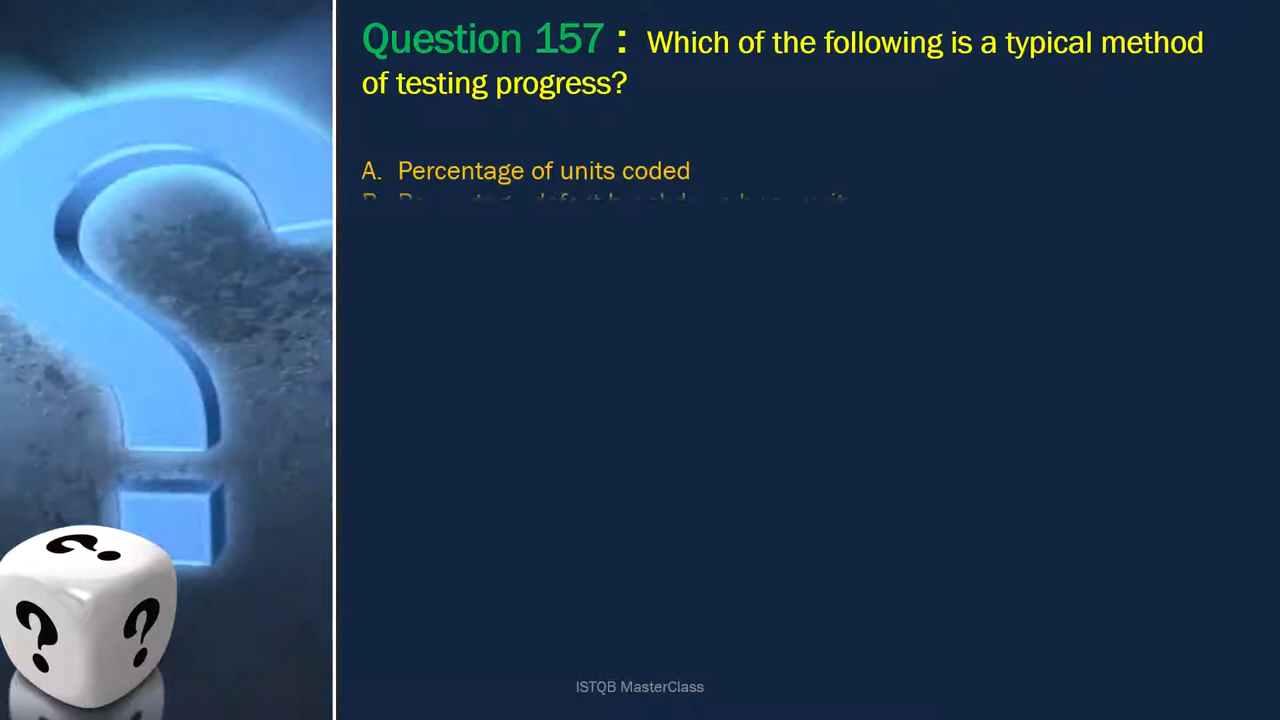 Question 157 : Which of the following is a typical method
of testing progress?
A. Percentage of units coded
ISTQB MasterClass